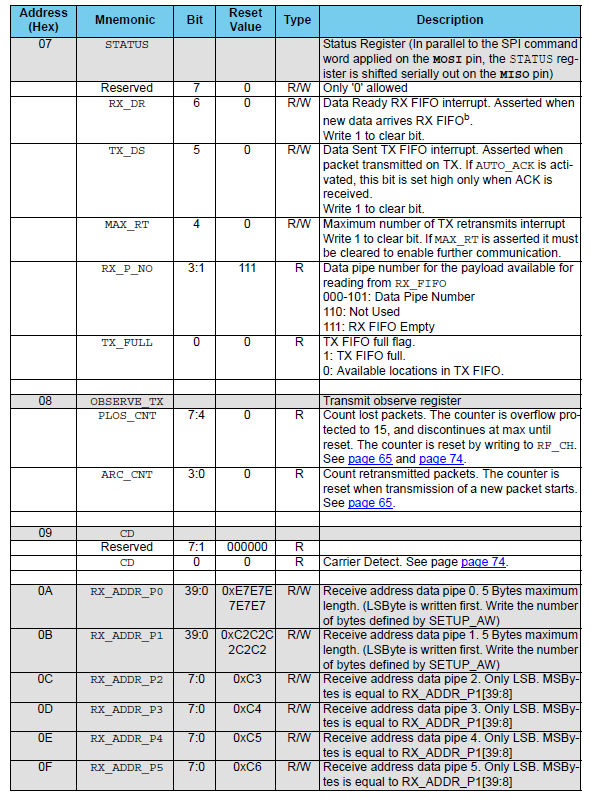 Address (Hex) Mnemonic Bit Reset Value Type Description
07 STATUS Status Register (In parallel to the SPI command
word applied on the MOSI pin, the STATUS reg-
ister is shifted serially out on the MISO pin)
Reserved 7 0 R/W Only '0' allowed
RX_DR 6 0 R/W Data Ready RX FIFO interrupt. Asserted when
new data arrives RX FIFOb.
Write 1 to clear bit.
TX_DS 5 0 R/W Data Sent TX FIFO interrupt. Asserted when
packet transmitted on TX. If AUTO_ACK is acti-
vated, this bit is set high only when ACK is
received.
Write 1 to clear bit.
MAX_RT 4 0 R/W Maximum number of TX retransmits interrupt
Write 1 to clear bit. If MAX_RT is asserted it must
be cleared to enable further communication.
RX_P_NO 3:1 111 R Data pipe number for the payload available for
reading from RX_FIFO
000-101: Data Pipe Number
110: Not Used
111: RX FIFO Empty
TX_FULL 0 0 R TX FIFO full flag.
1: TX FIFO full.
0: Available locations in TX FIFO.
08 OBSERVE_TX Transmit observe register
PLOS_CNT 7:4 0 R Count lost packets. The counter is overflow pro-
tected to 15, and discontinues at max until
reset. The counter is reset by writing to RF_CH.
See page 65 and page 74.
ARC_CNT 3:0 0 R Count retransmitted packets. The counter is
reset when transmission of a new packet starts.
See page 65.
09 CD
Reserved 7:1 000000 R
CD 0 0 R Carrier Detect. See page page 74.
0A RX_ADDR_P0 39:0 0xE7E7E R/W Receive address data pipe 0. 5 Bytes maximum
7E7E7 length. (LSByte is written first. Write the number
of bytes defined by SETUP_AW)
0B RX_ADDR_P1 39:0 0xC2C2C R/W Receive address data pipe 1. 5 Bytes maximum
2C2C2 length. (LSByte is written first. Write the number
of bytes defined by SETUP_AW)
0C RX_ADDR_P2 7:0 0xC3 R/W Receive address data pipe 2. Only LSB. MSBy-
tes is equal to RX_ADDR_P1[39:8]
0D RX_ADDR_P3 7:0 0xC4 R/W Receive address data pipe 3. Only LSB. MSBy-
tes is equal to RX_ADDR_P1[39:8]
0E RX_ADDR_P4 7:0 0xC5 R/W Receive address data pipe 4. Only LSB. MSBy-
tes is equal to RX_ADDR_P1[39:8]
0F RX_ADDR_P5 7:0 0xC6 R/W Receive address data pipe 5. Only LSB. MSBy-
tes is equal to RX_ADDR_P1[39:8]